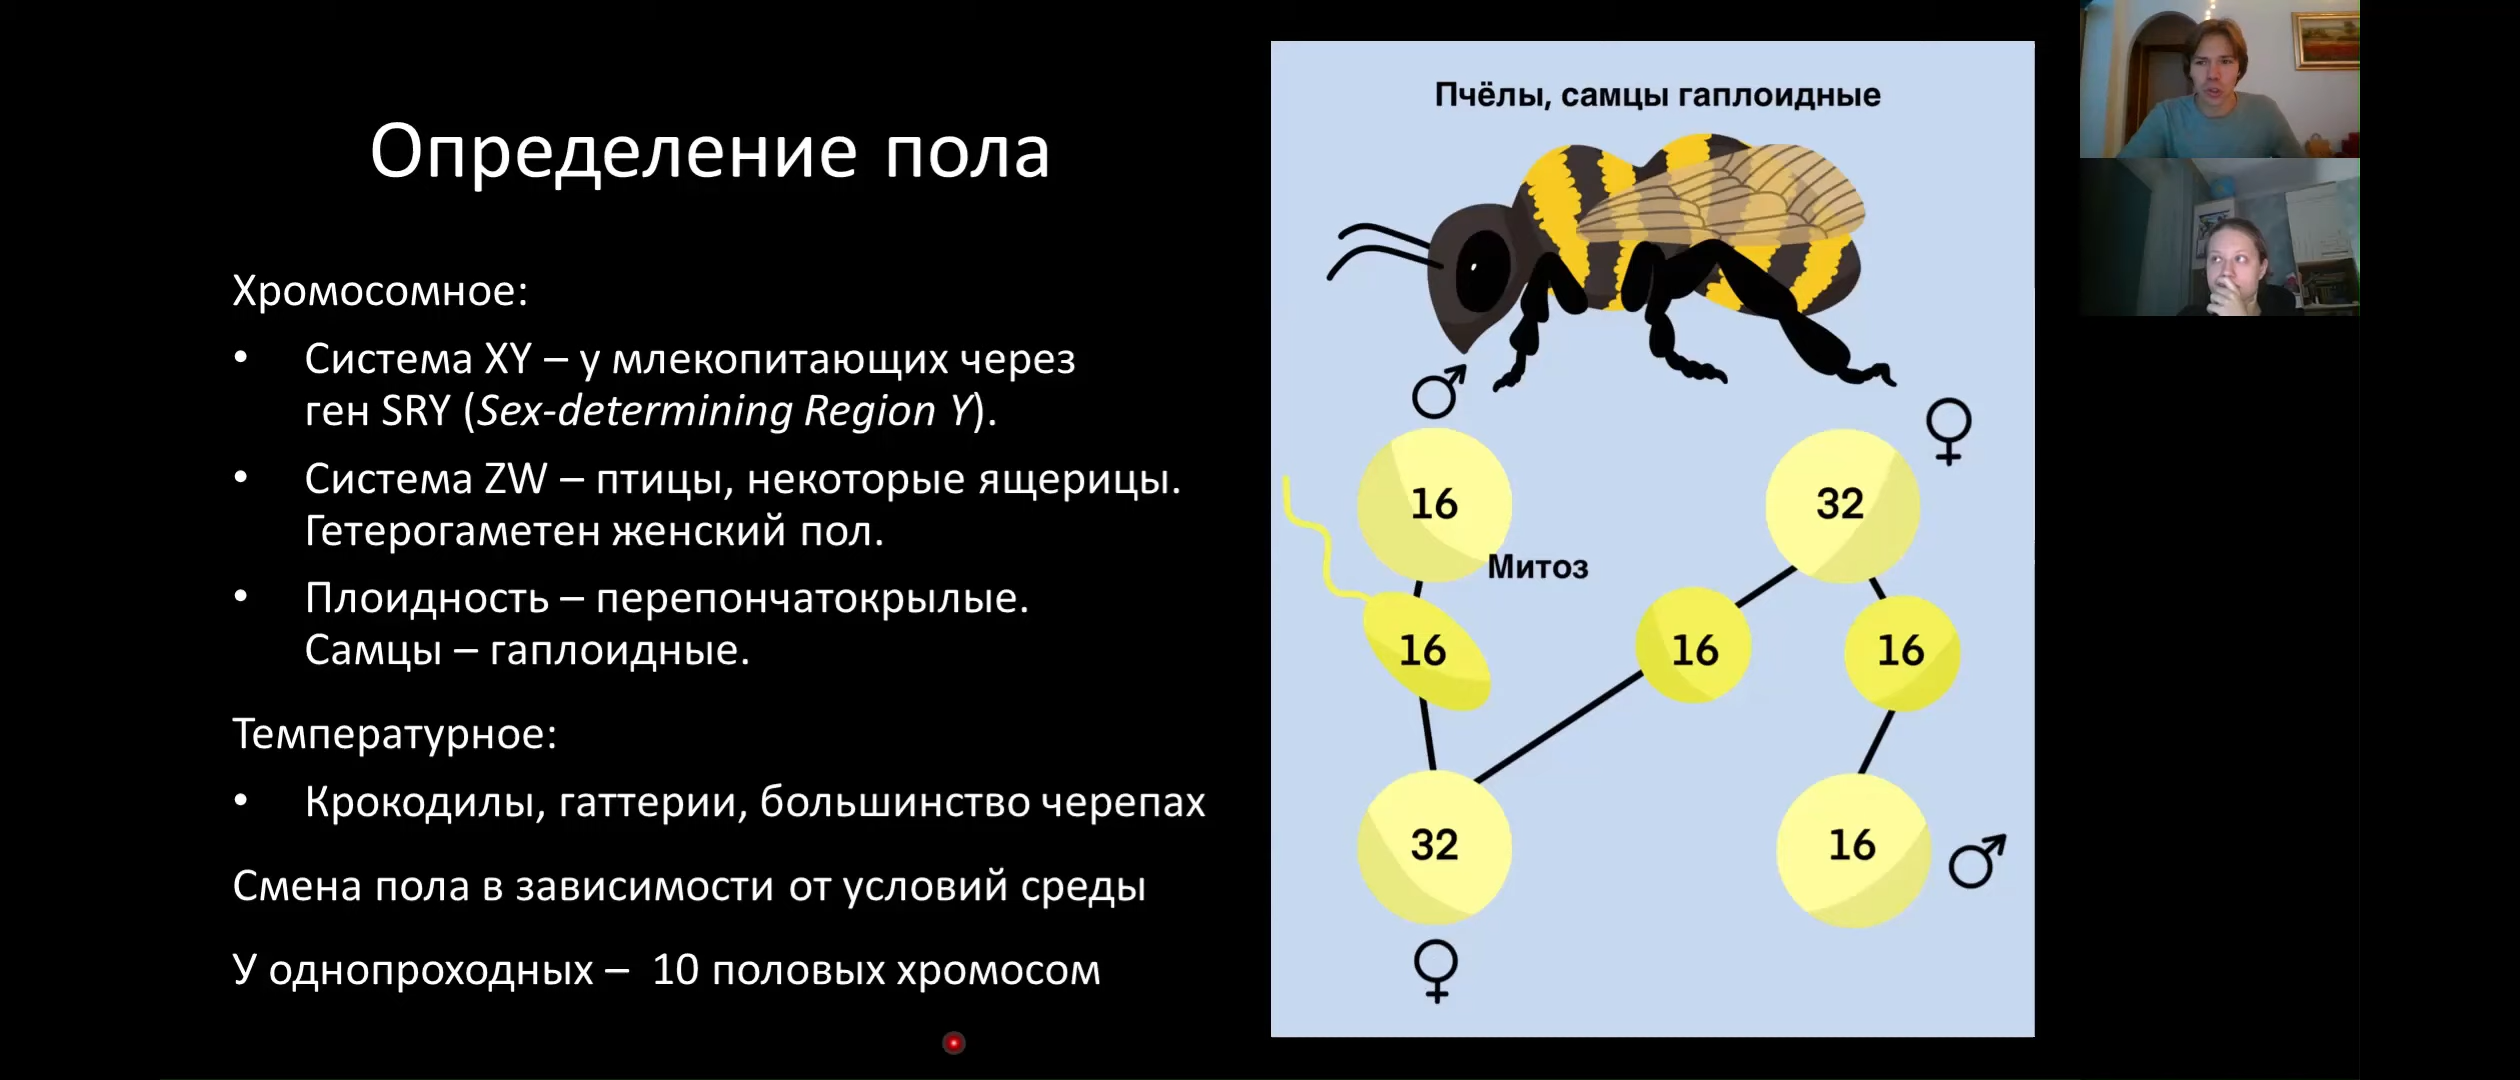 Определение пола
Хромосомное:
• Система XY – у млекопитающих через
ген SRY (Sex-determining Region Y).
• Система ZW – птицы, некоторые ящерицы.
Гетерогаметен женский пол.
• Плоидность – перепончатокрылые.
Самцы – гаплоидные.
Температурное:
• Крокодилы, гаттерии, большинство черепах
Смена пола в зависимости от условий среды
У однопроходных – 10 половых хромосом
Пчёлы, самцы гаплоидные
♂
♀
16
32
Митоз
16
16
16
32
16
♂
♀